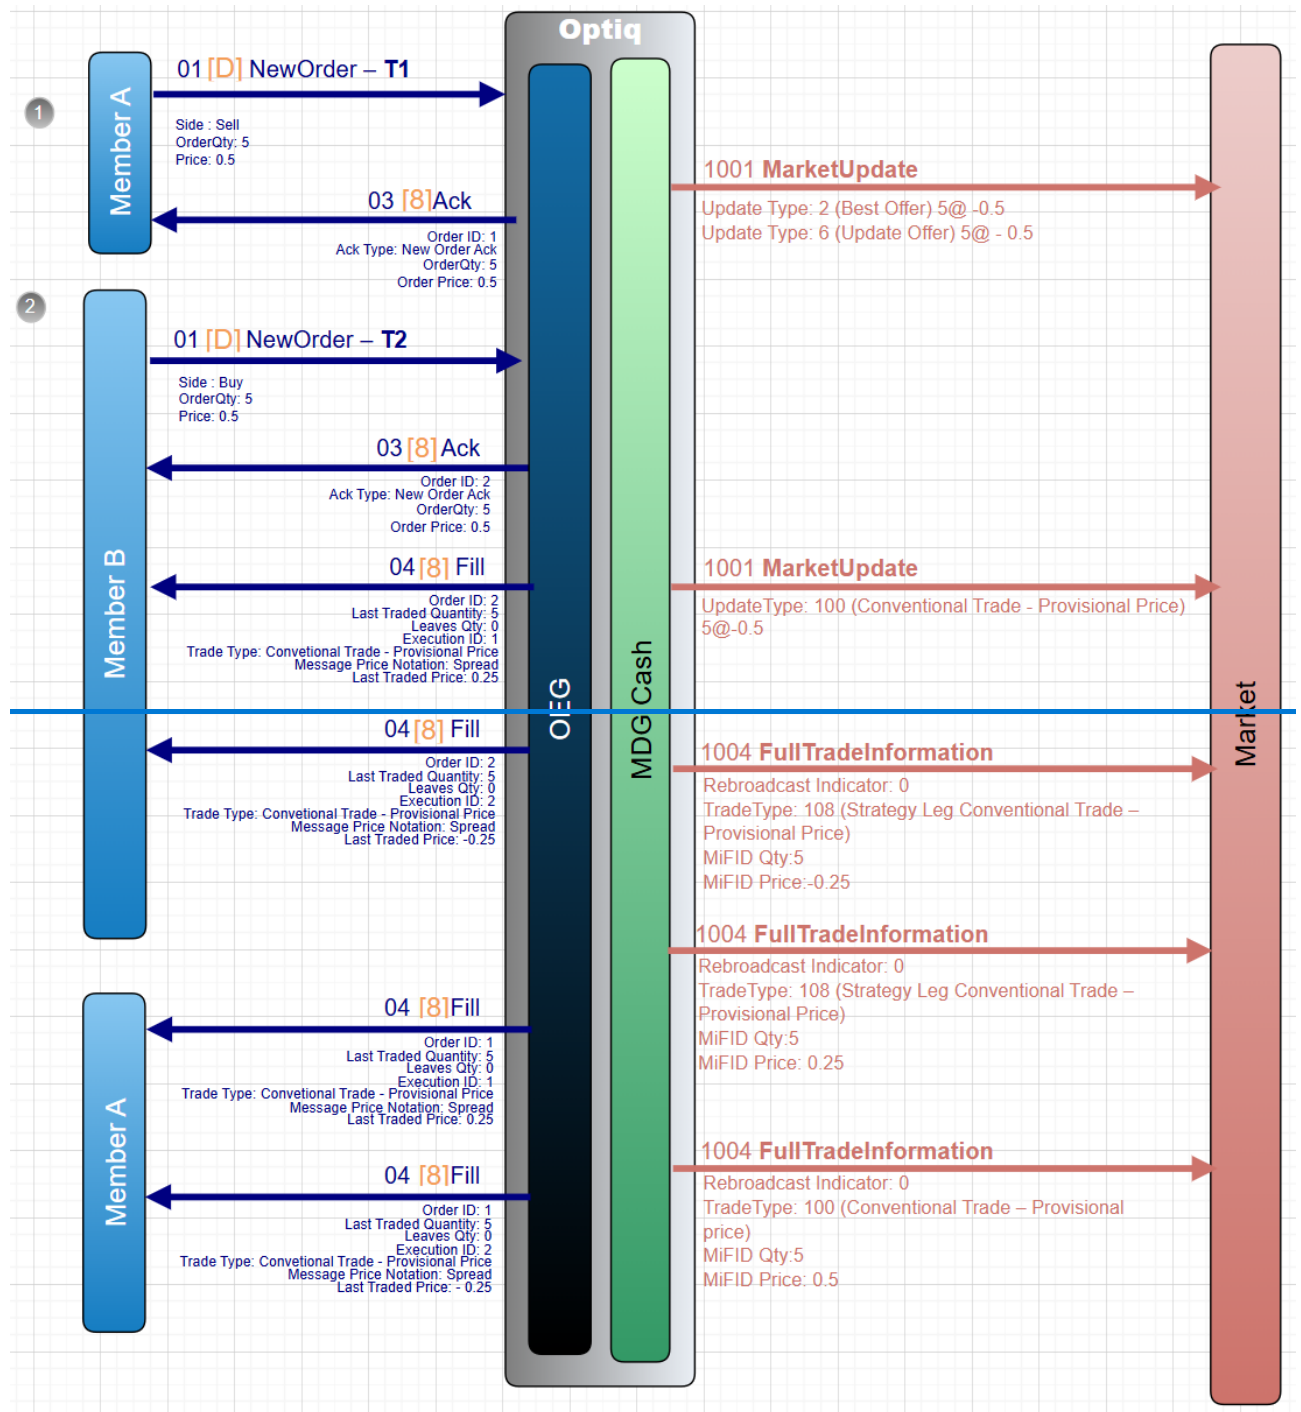 Optiq
01 [D] NewOrder – T1
1
Member A
Side : Sell
OrderQty: 5
Price: 0.5
03 [8]Ack
Order ID: 1
Ack Type: New Order Ack
OrderQty: 5
Order Price: 0.5
1001 MarketUpdate
Update Type: 2 (Best Offer) 5@ -0.5
Update Type: 6 (Update Offer) 5@ - 0.5
2
Member B
01 [D] NewOrder – T2
Side : Buy
OrderQty: 5
Price: 0.5
03 [8] Ack
Order ID: 2
Ack Type: New Order Ack
OrderQty: 5
Order Price: 0.5
04 [8] Fill
Order ID: 2
Last Traded Quantity: 5
Leaves Qty: 0
Execution ID: 1
Trade Type: Convetional Trade - Provisional Price
Message Price Notation: Spread
Last Traded Price: 0.25
1001 MarketUpdate
UpdateType: 100 (Conventional Trade - Provisional Price)
5@-0.5
OEG
MDG Cash
Market
04 [8] Fill
Order ID: 2
Last Traded Quantity: 5
Leaves Qty: 0
Execution ID: 2
Trade Type: Convetional Trade - Provisional Price
Message Price Notation: Spread
Last Traded Price: -0.25
1004 FullTradeInformation
Rebroadcast Indicator: 0
TradeType: 108 (Strategy Leg Conventional Trade –
Provisional Price)
MiFID Qty:5
MiFID Price:-0.25
1004 FullTradeInformation
Rebroadcast Indicator: 0
TradeType: 108 (Strategy Leg Conventional Trade –
Provisional Price)
MiFID Qty:5
MiFID Price: 0.25
Member A
04 [8]Fill
Order ID: 1
Last Traded Quantity: 5
Leaves Qty: 0
Execution ID: 1
Trade Type: Convetional Trade - Provisional Price
Message Price Notation: Spread
Last Traded Price: 0.25
04 [8]Fill
Order ID: 1
Last Traded Quantity: 5
Leaves Qty: 0
Execution ID: 2
Trade Type: Convetional Trade - Provisional Price
Message Price Notation: Spread
Last Traded Price: - 0.25
1004 FullTradeInformation
Rebroadcast Indicator: 0
TradeType: 100 (Conventional Trade – Provisional
price)
MiFID Qty:5
MiFID Price: 0.5